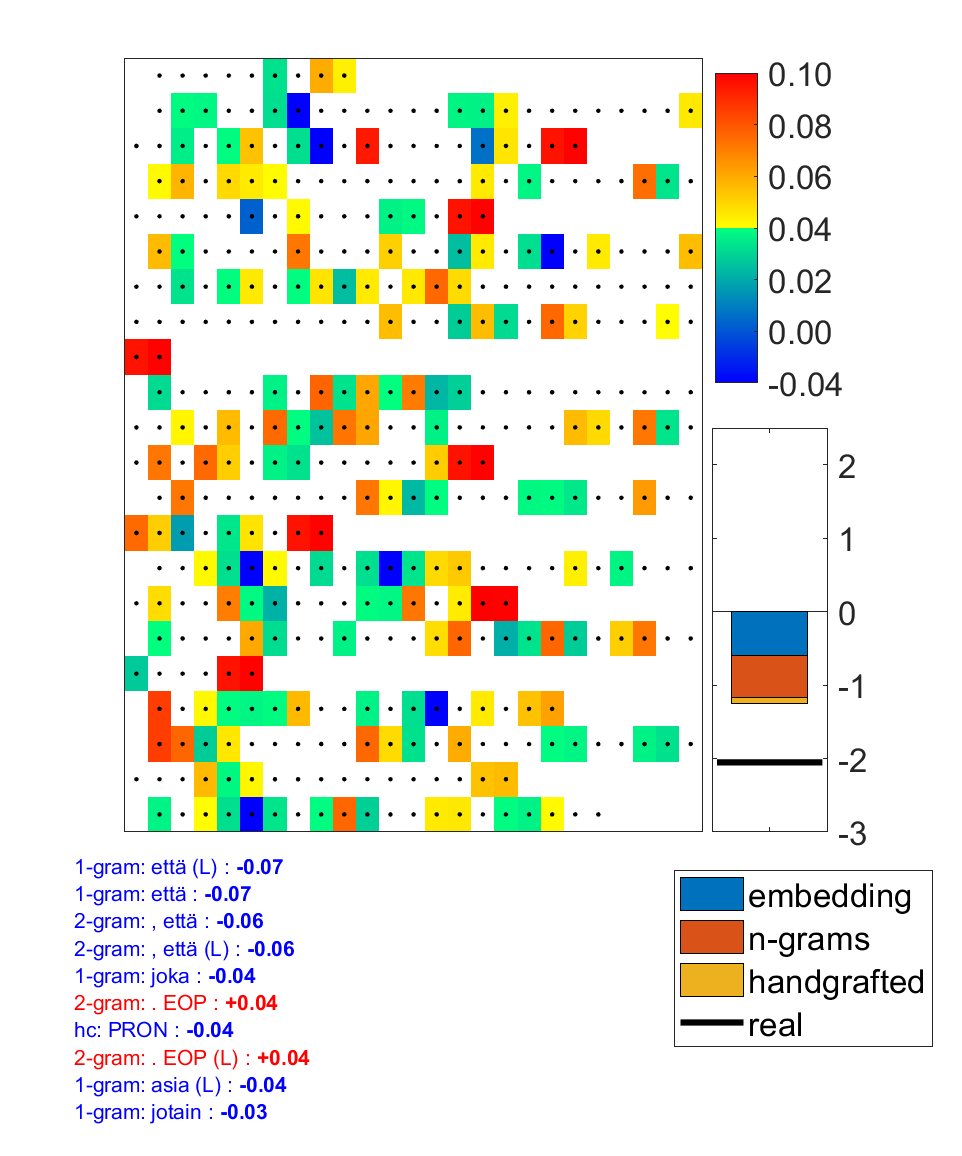 0.10
0.08
0.06
0.04
0.02
0.00
-0.04
2
1
0
-1
-2
-3
1-gram: että (L) : -0.07
1-gram: että : -0.07
2-gram: , että : -0.06
2-gram: , että (L) : -0.06
1-gram: joka : -0.04
2-gram: . EOP : +0.04
hc: PRON : -0.04
2-gram: . EOP (L) : +0.04
1-gram: asia (L) : -0.04
1-gram: jotain : -0.03
embedding
n-grams
handgrafted
real